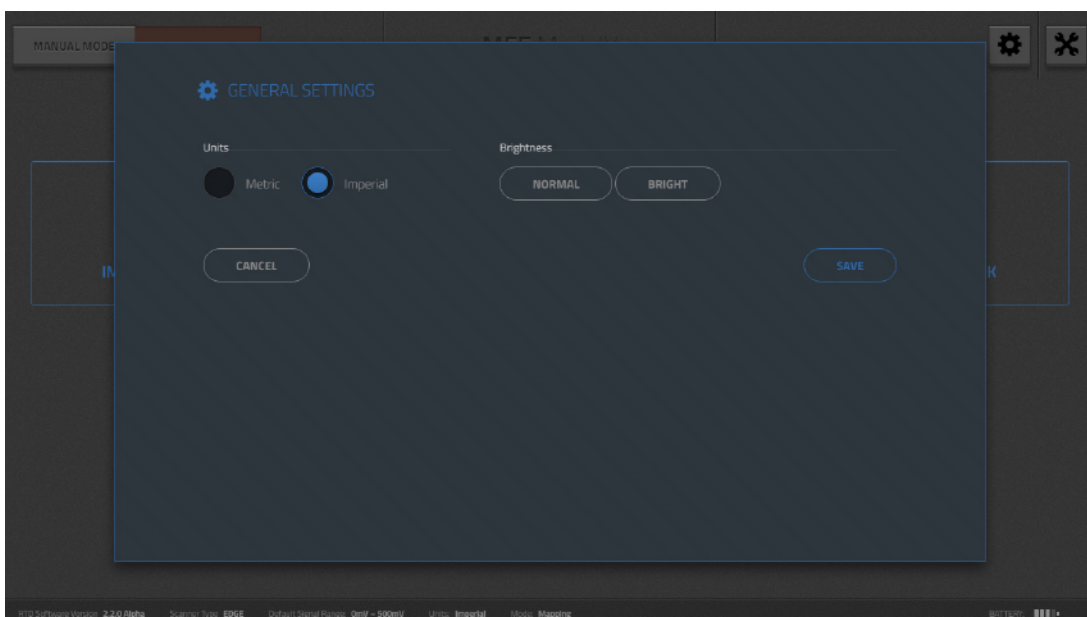 MANUAL MODE
GENERAL SETTINGS
Units
Brightness
Metric
Imperial
NORMAL
BRIGHT
CANCEL
SAVE
IM
K
RTD Software Version: 2.2.0 Alpha Scanner Type: EDGE Default Signal Range: 0mV – 500mV Units: Imperial Mode: Mapping BATTERY: